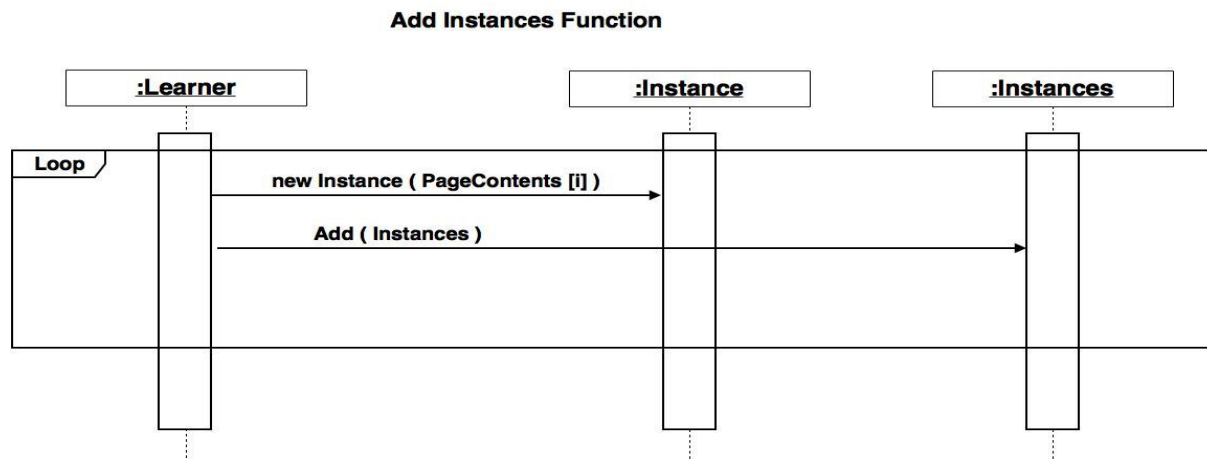 Add Instances Function
:Learner
:Instance
:Instances
Loop
new Instance ( PageContents [i] )
Add ( Instances )